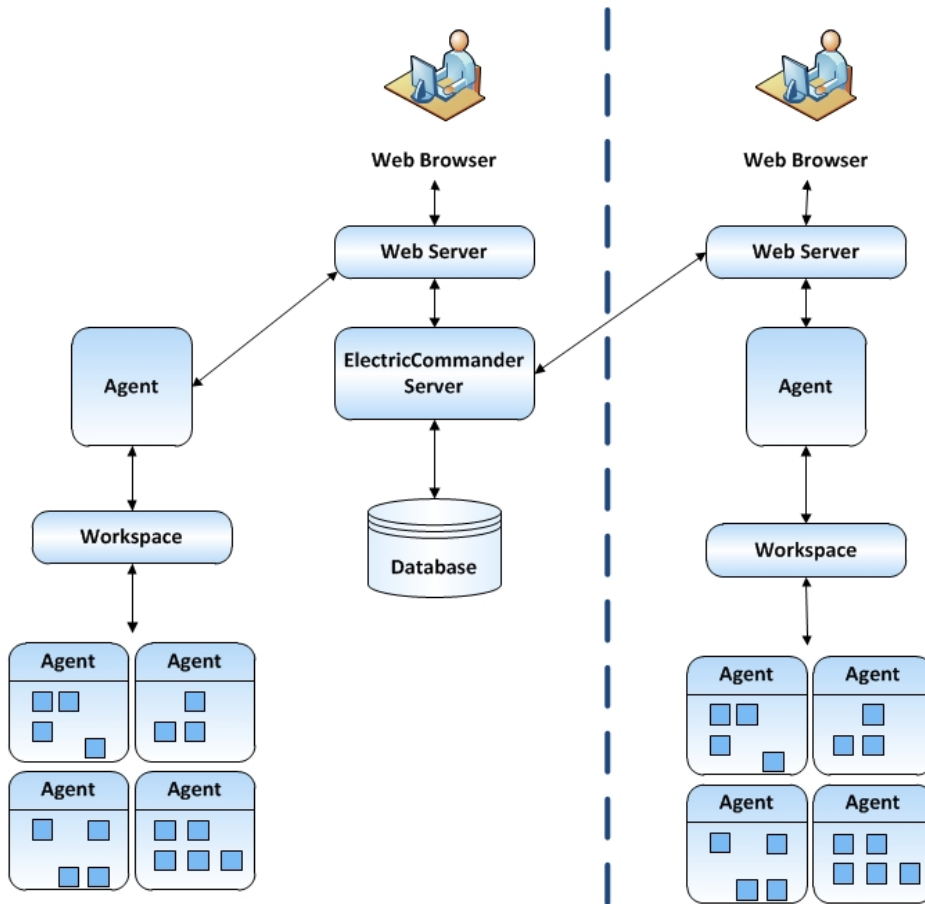 Web Browser
Web Browser
Web Server
Web Server
Agent
ElectricCommander
Server
Agent
Workspace
Database
Workspace
Agent
Agent
Agent
Agent
Agent
Agent
Agent
Agent